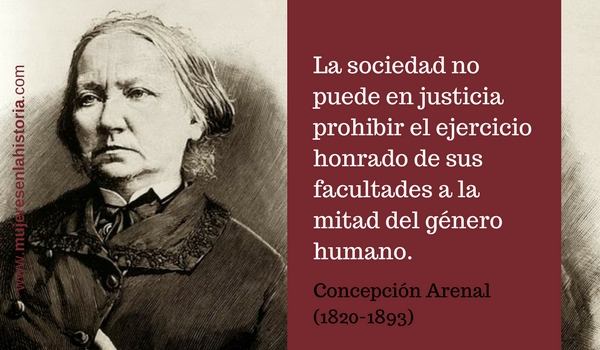 www.mujeresenlahistoria.com
La sociedad no
puede en justicia
prohibir el ejercicio
honrado de sus
facultades a la
mitad del género
humano.
Concepción Arenal
(1820-1893)